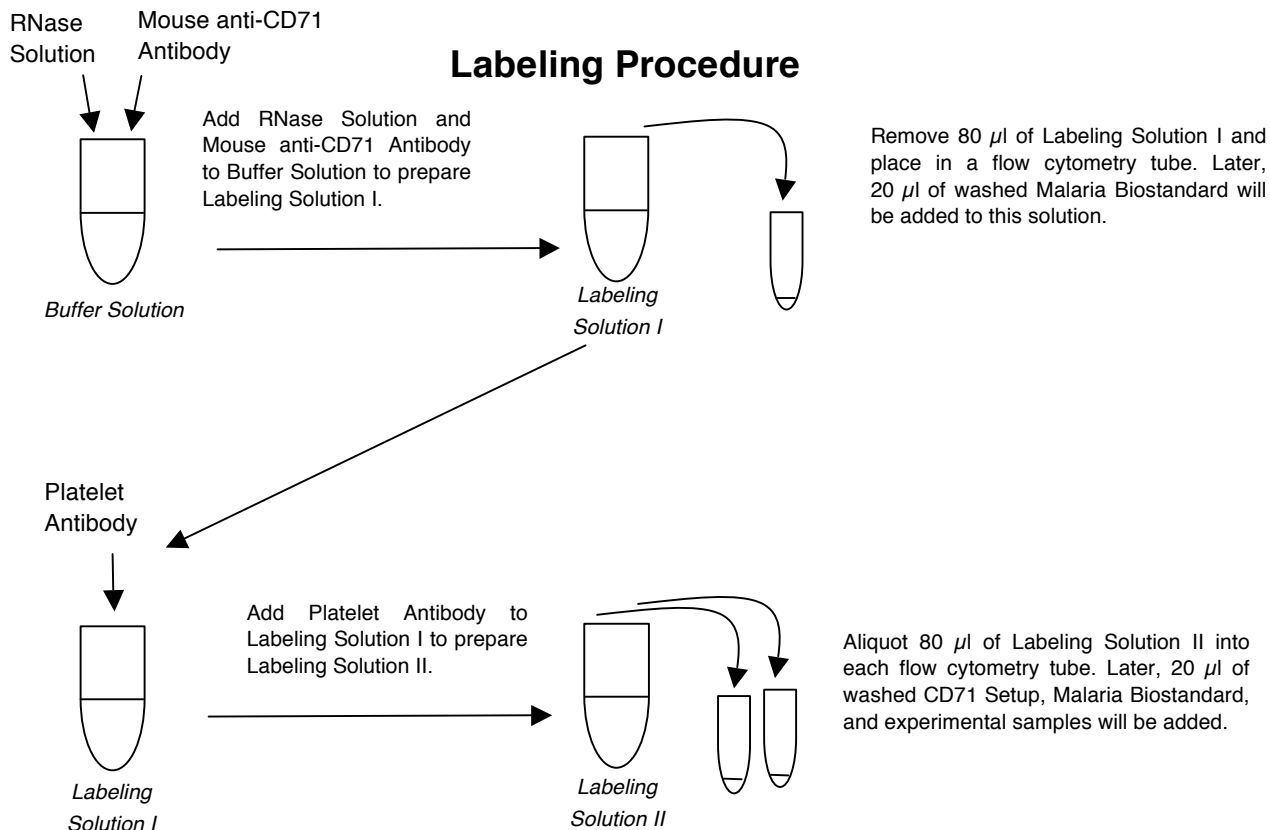 RNase
Solution
Mouse anti-CD71
Antibody
Labeling Procedure
Add RNase Solution and
Mouse anti-CD71 Antibody
to Buffer Solution to prepare
Labeling Solution I.
Remove 80 µl of Labeling Solution I and
place in a flow cytometry tube. Later,
20 µl of washed Malaria Biostandard will
be added to this solution.
Buffer Solution
Labeling
Solution I
Platelet
Antibody
Add Platelet Antibody to
Labeling Solution I to prepare
Labeling Solution II.
Aliquot 80 µl of Labeling Solution II into
each flow cytometry tube. Later, 20 µl of
washed CD71 Setup, Malaria Biostandard,
and experimental samples will be added.
Labeling
Solution I
Labeling
Solution II